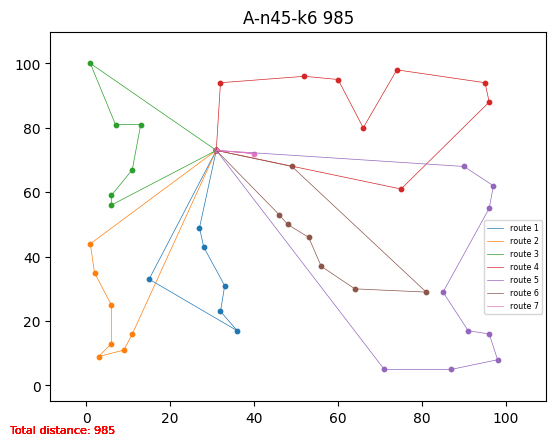 A-n45-k6 985
100
80
60
40
20
0
route 1
route 2
route 3
route 4
route 5
route 6
route 7
0 20 40 60 80 100
Total distance: 985